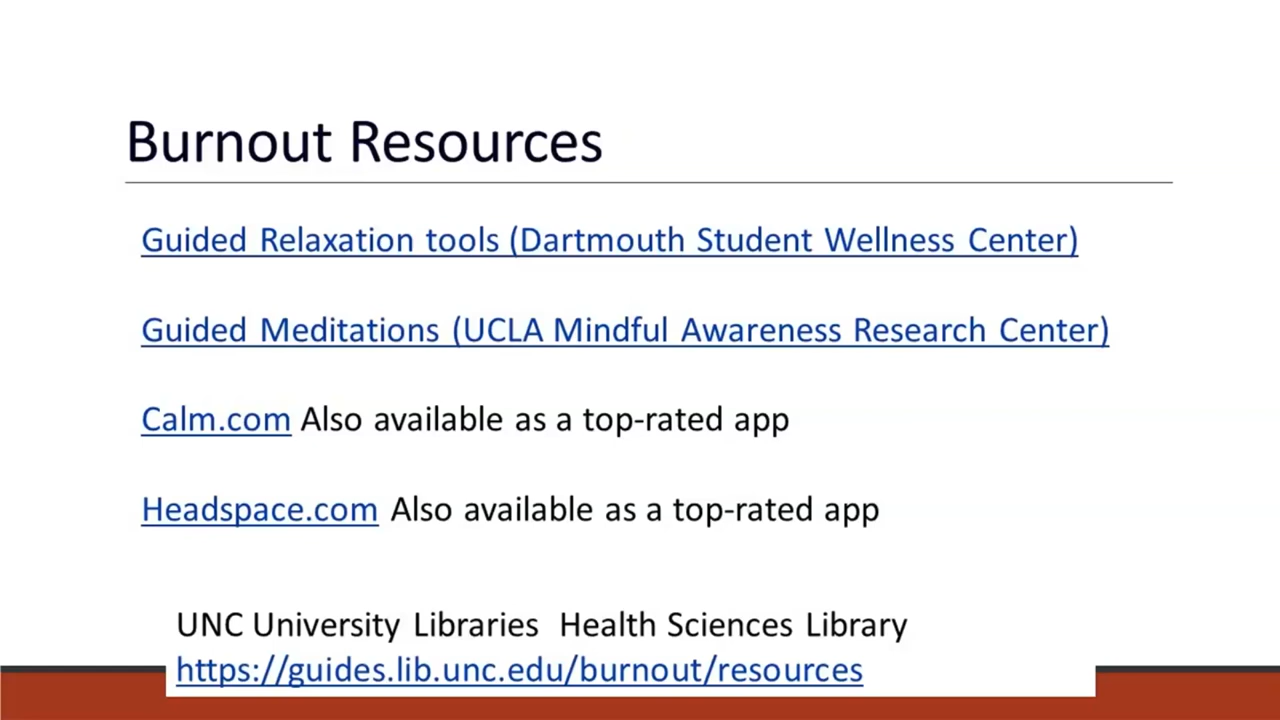 Burnout Resources
Guided Relaxation tools (Dartmouth Student Wellness Center)
Guided Meditations (UCLA Mindful Awareness Research Center)
Calm.com Also available as a top-rated app
Headspace.com Also available as a top-rated app
UNC University Libraries Health Sciences Library
https://guides.lib.unc.edu/burnout/resources